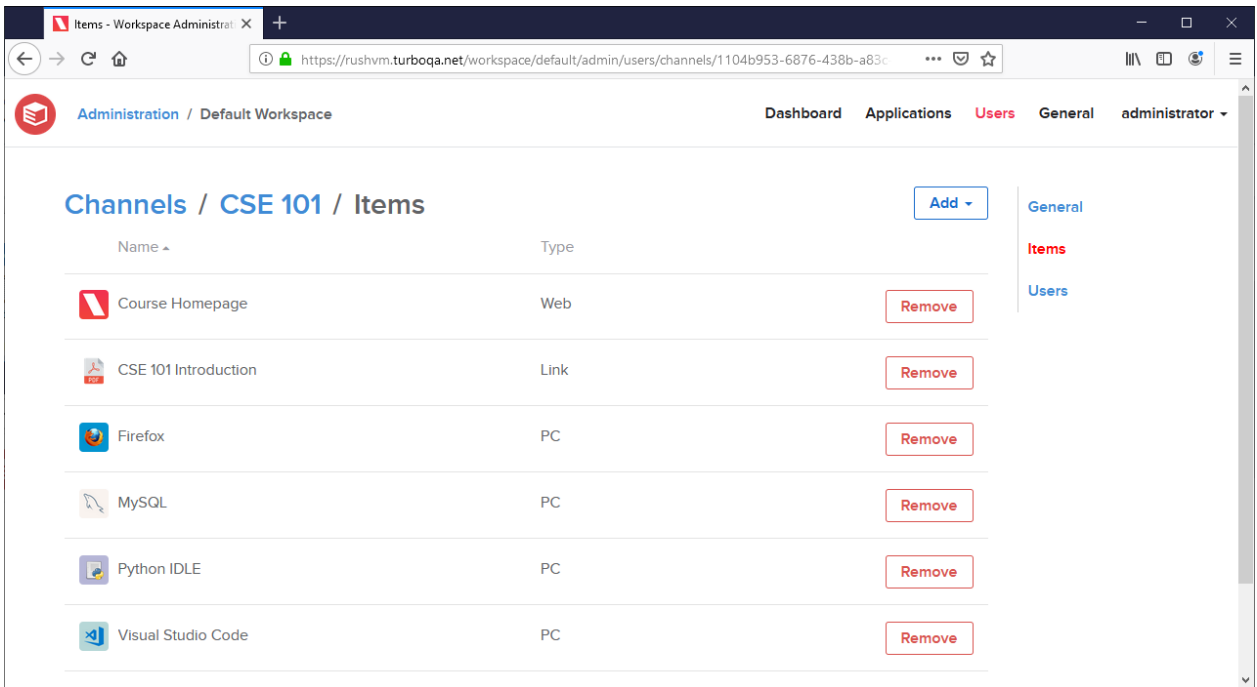 Items - Workspace Administrati
https://rushvm.turboqa.net/workspace/default/admin/users/channels/1104b953-6876-438b-a83c
Administration / Default Workspace
Dashboard Applications Users General administrator
Channels / CSE 101 / Items
Add
General
Name Type
Items
Users
Course Homepage Web Remove
PDF CSE 101 Introduction Link Remove
Firefox PC Remove
MySQL PC Remove
Python IDLE PC Remove
Visual Studio Code PC Remove